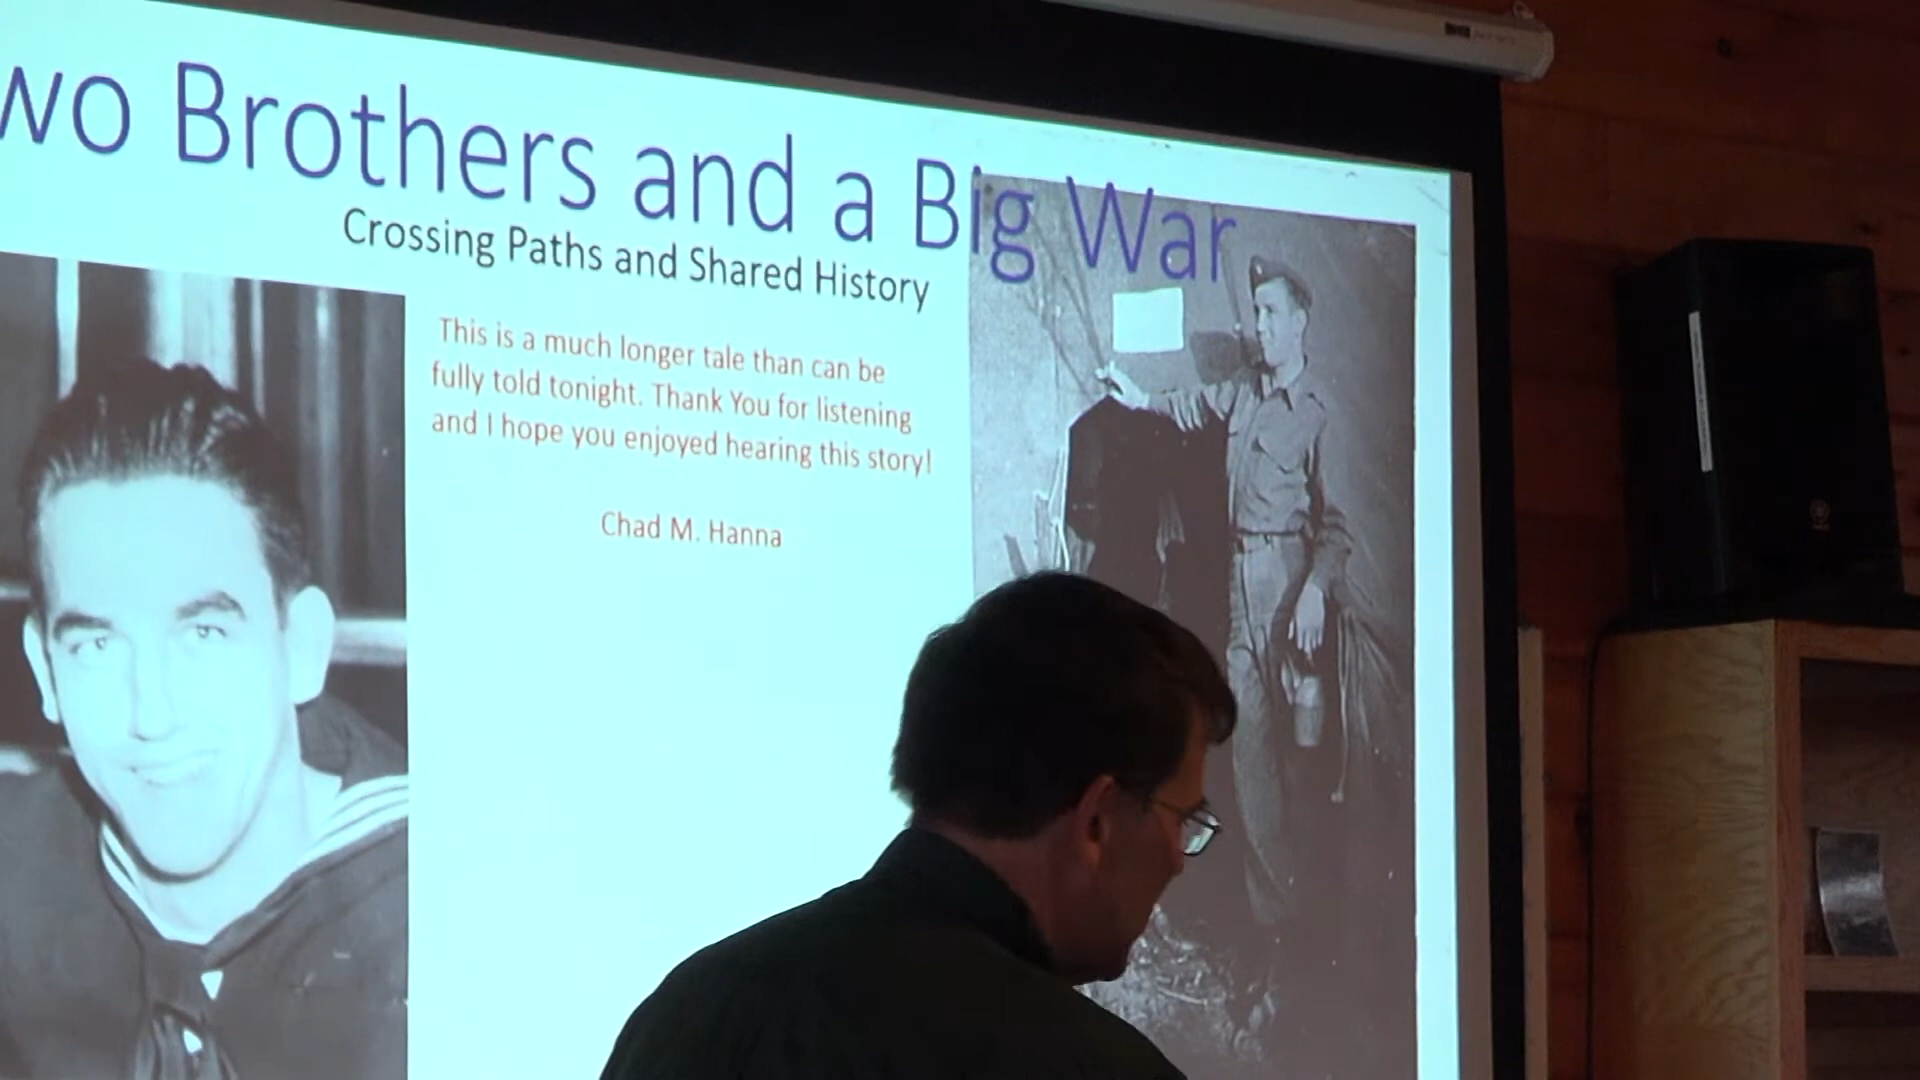 wo Brothers and a Big War
Crossing Paths and Shared History
This is a much longer tale than can be
fully told tonight. Thank You for listening
and I hope you enjoyed hearing this story!
Chad M. Hanna